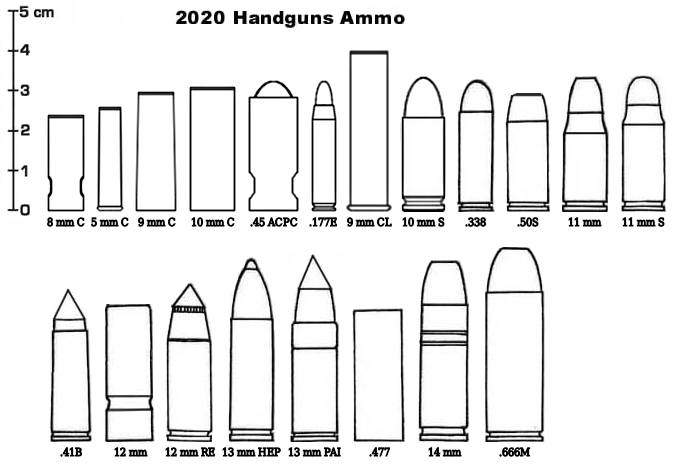 2020 Handguns Ammo
5 cm
4
3
2
1
0
8 mm C 5 mm C 9 mm C 10 mm C .45 ACPC .177E 9 mm CL 10 mm S .338 .50S 11 mm 11 mm S
.41B 12 mm 12 mm RE 13 mm HEP 13 mm PAI .477 14 mm .666M